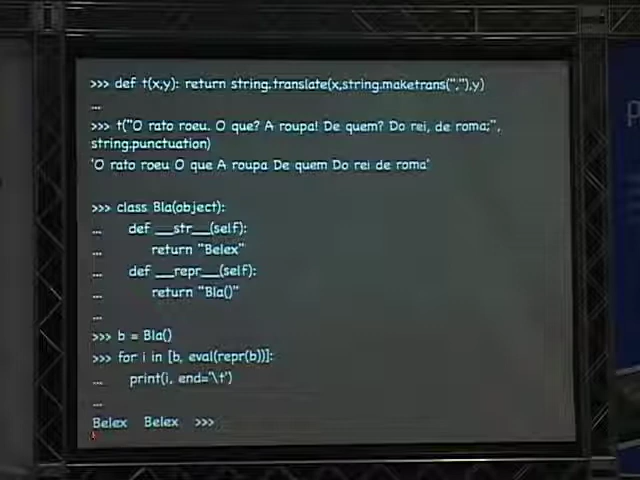 >>> def t(x,y): return string.translate(x,string.maketrans("",""),y)
...
>>> t("O rato roeu. O que? A roupa! De quem? Do rei, de roma;",
string.punctuation)
'O rato roeu O que A roupa De quem Do rei de roma'
>>> class Bla(object):
... def __str__(self):
... return "Belex"
... def __repr__(self):
... return "Bla()"
...
>>> b = Bla()
>>> for i in [b, eval(repr(b))]:
... print(i, end='\t')
...
Belex Belex >>>